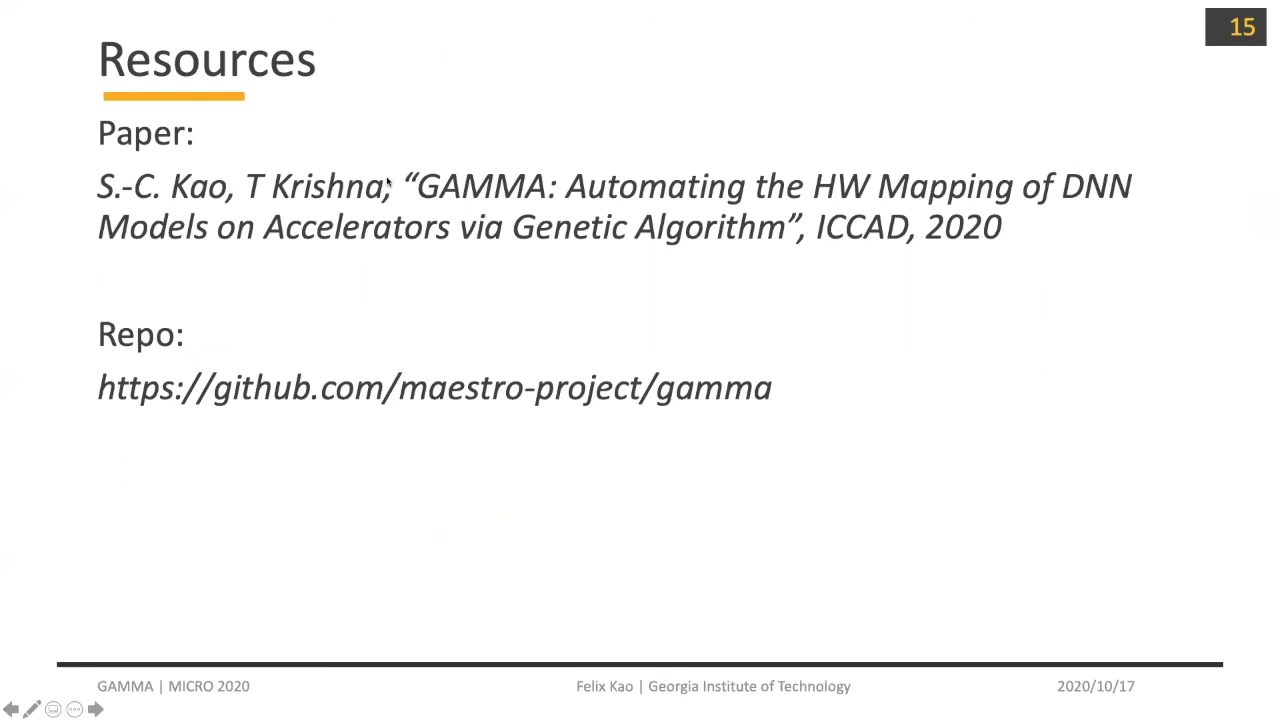 15
Resources
Paper:
S.-C. Kao, T Krishna, “GAMMA: Automating the HW Mapping of DNN
Models on Accelerators via Genetic Algorithm”, ICCAD, 2020
Repo:
https://github.com/maestro-project/gamma
GAMMA | MICRO 2020
Felix Kao | Georgia Institute of Technology
2020/10/17